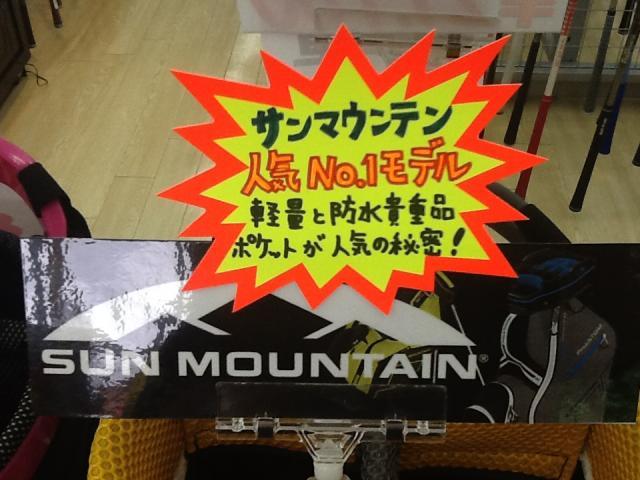 サンマウンテン
人気No.1モデル
軽量と防水貴重品
ポケットが人気の秘密！
SUN MOUNTAIN®